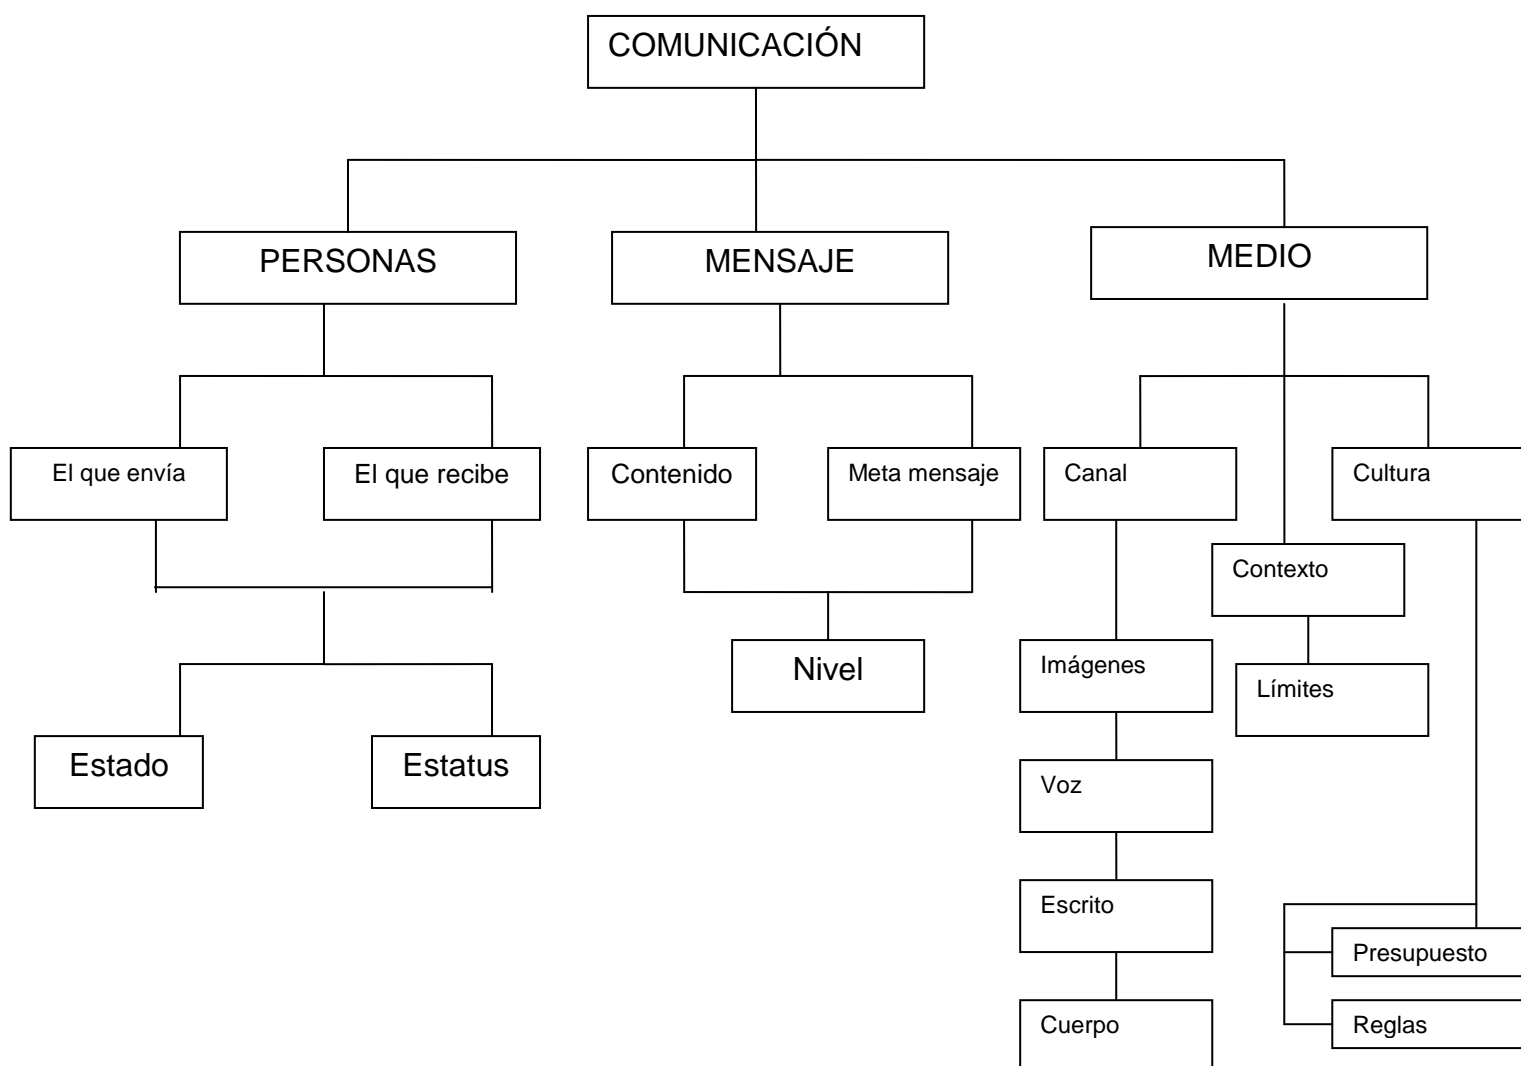 COMUNICACIÓN
PERSONAS
MENSAJE
MEDIO
El que envía
El que recibe
Contenido
Meta mensaje
Canal
Cultura
Contexto
Imágenes
Nivel
Límites
Estado
Estatus
Voz
Escrito
Presupuesto
Cuerpo
Reglas